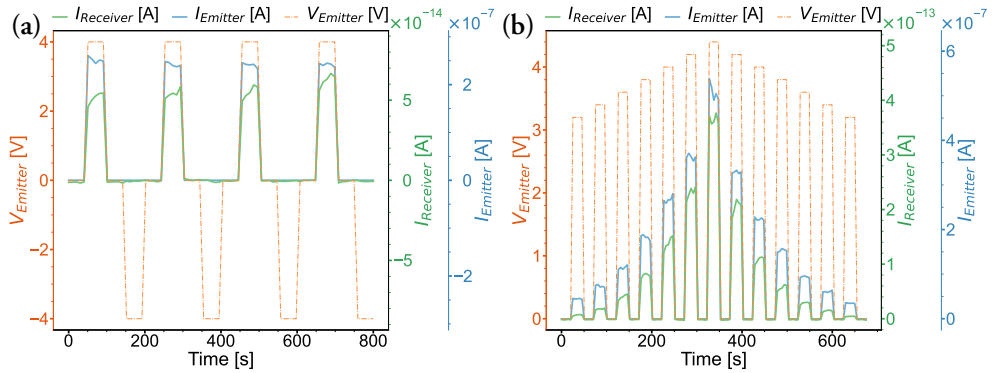 (a) I_Receiver [A] I_Emitter [A] V_Emitter [V] ×10⁻¹⁴ ×10⁻⁷
4 2 0 −2 −4
V_Emitter [V]
5 0 −5
I_Receiver [A]
2 0 −2
I_Emitter [A]
0 200 400 600 800
Time [s]
(b) I_Receiver [A] I_Emitter [A] V_Emitter [V] ×10⁻¹³ ×10⁻⁷
4 3 2 1 0
V_Emitter [V]
5 4 3 2 1 0
I_Receiver [A]
6 4 2 0
I_Emitter [A]
0 200 400 600
Time [s]